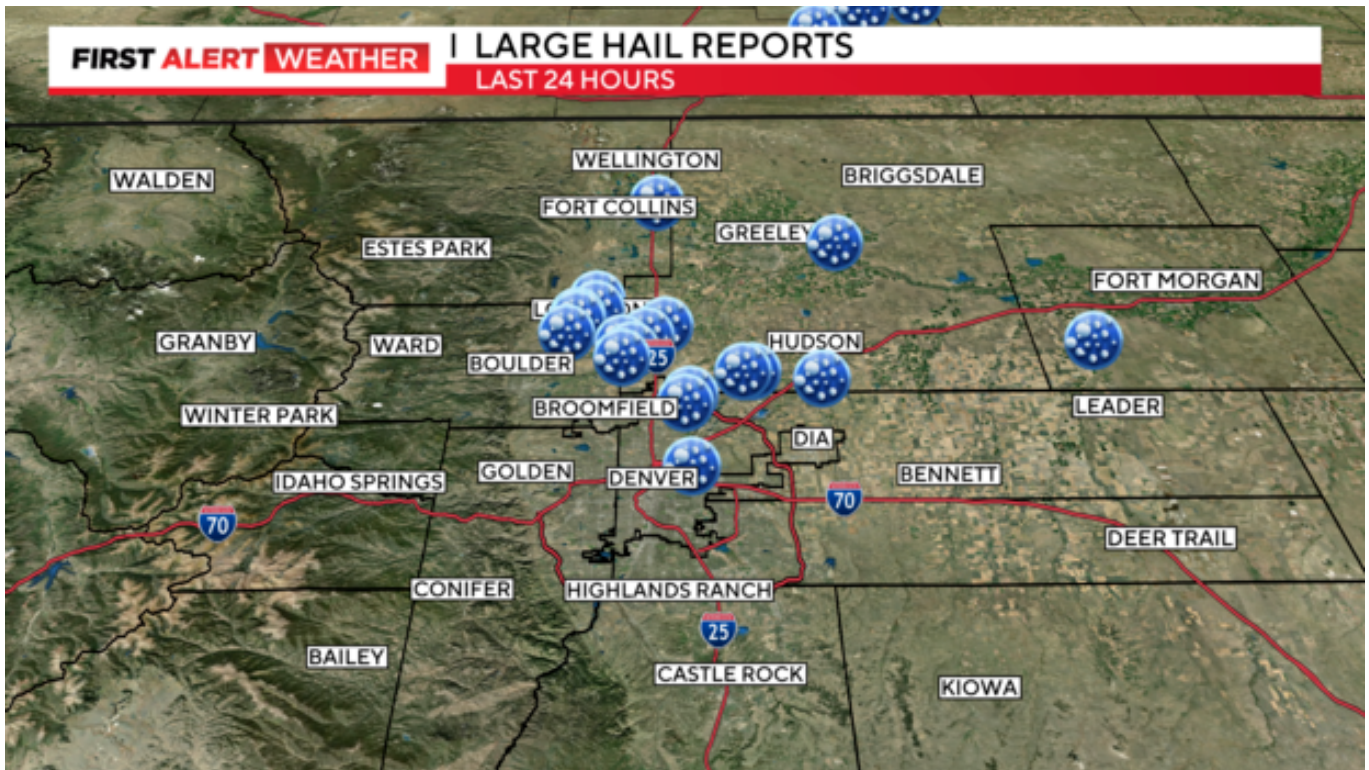 FIRST ALERT WEATHER | LARGE HAIL REPORTS
LAST 24 HOURS
WELLINGTON
WALDEN
BRIGGSDALE
FORT COLLINS
GREELEY
ESTES PARK
FORT MORGAN
GRANBY
WARD
HUDSON
25
BOULDER
WINTER PARK
BROOMFIELD
LEADER
DIA
GOLDEN
DENVER
BENNETT
IDAHO SPRINGS
70
70
DEER TRAIL
CONIFER
HIGHLANDS RANCH
25
BAILEY
CASTLE ROCK
KIOWA